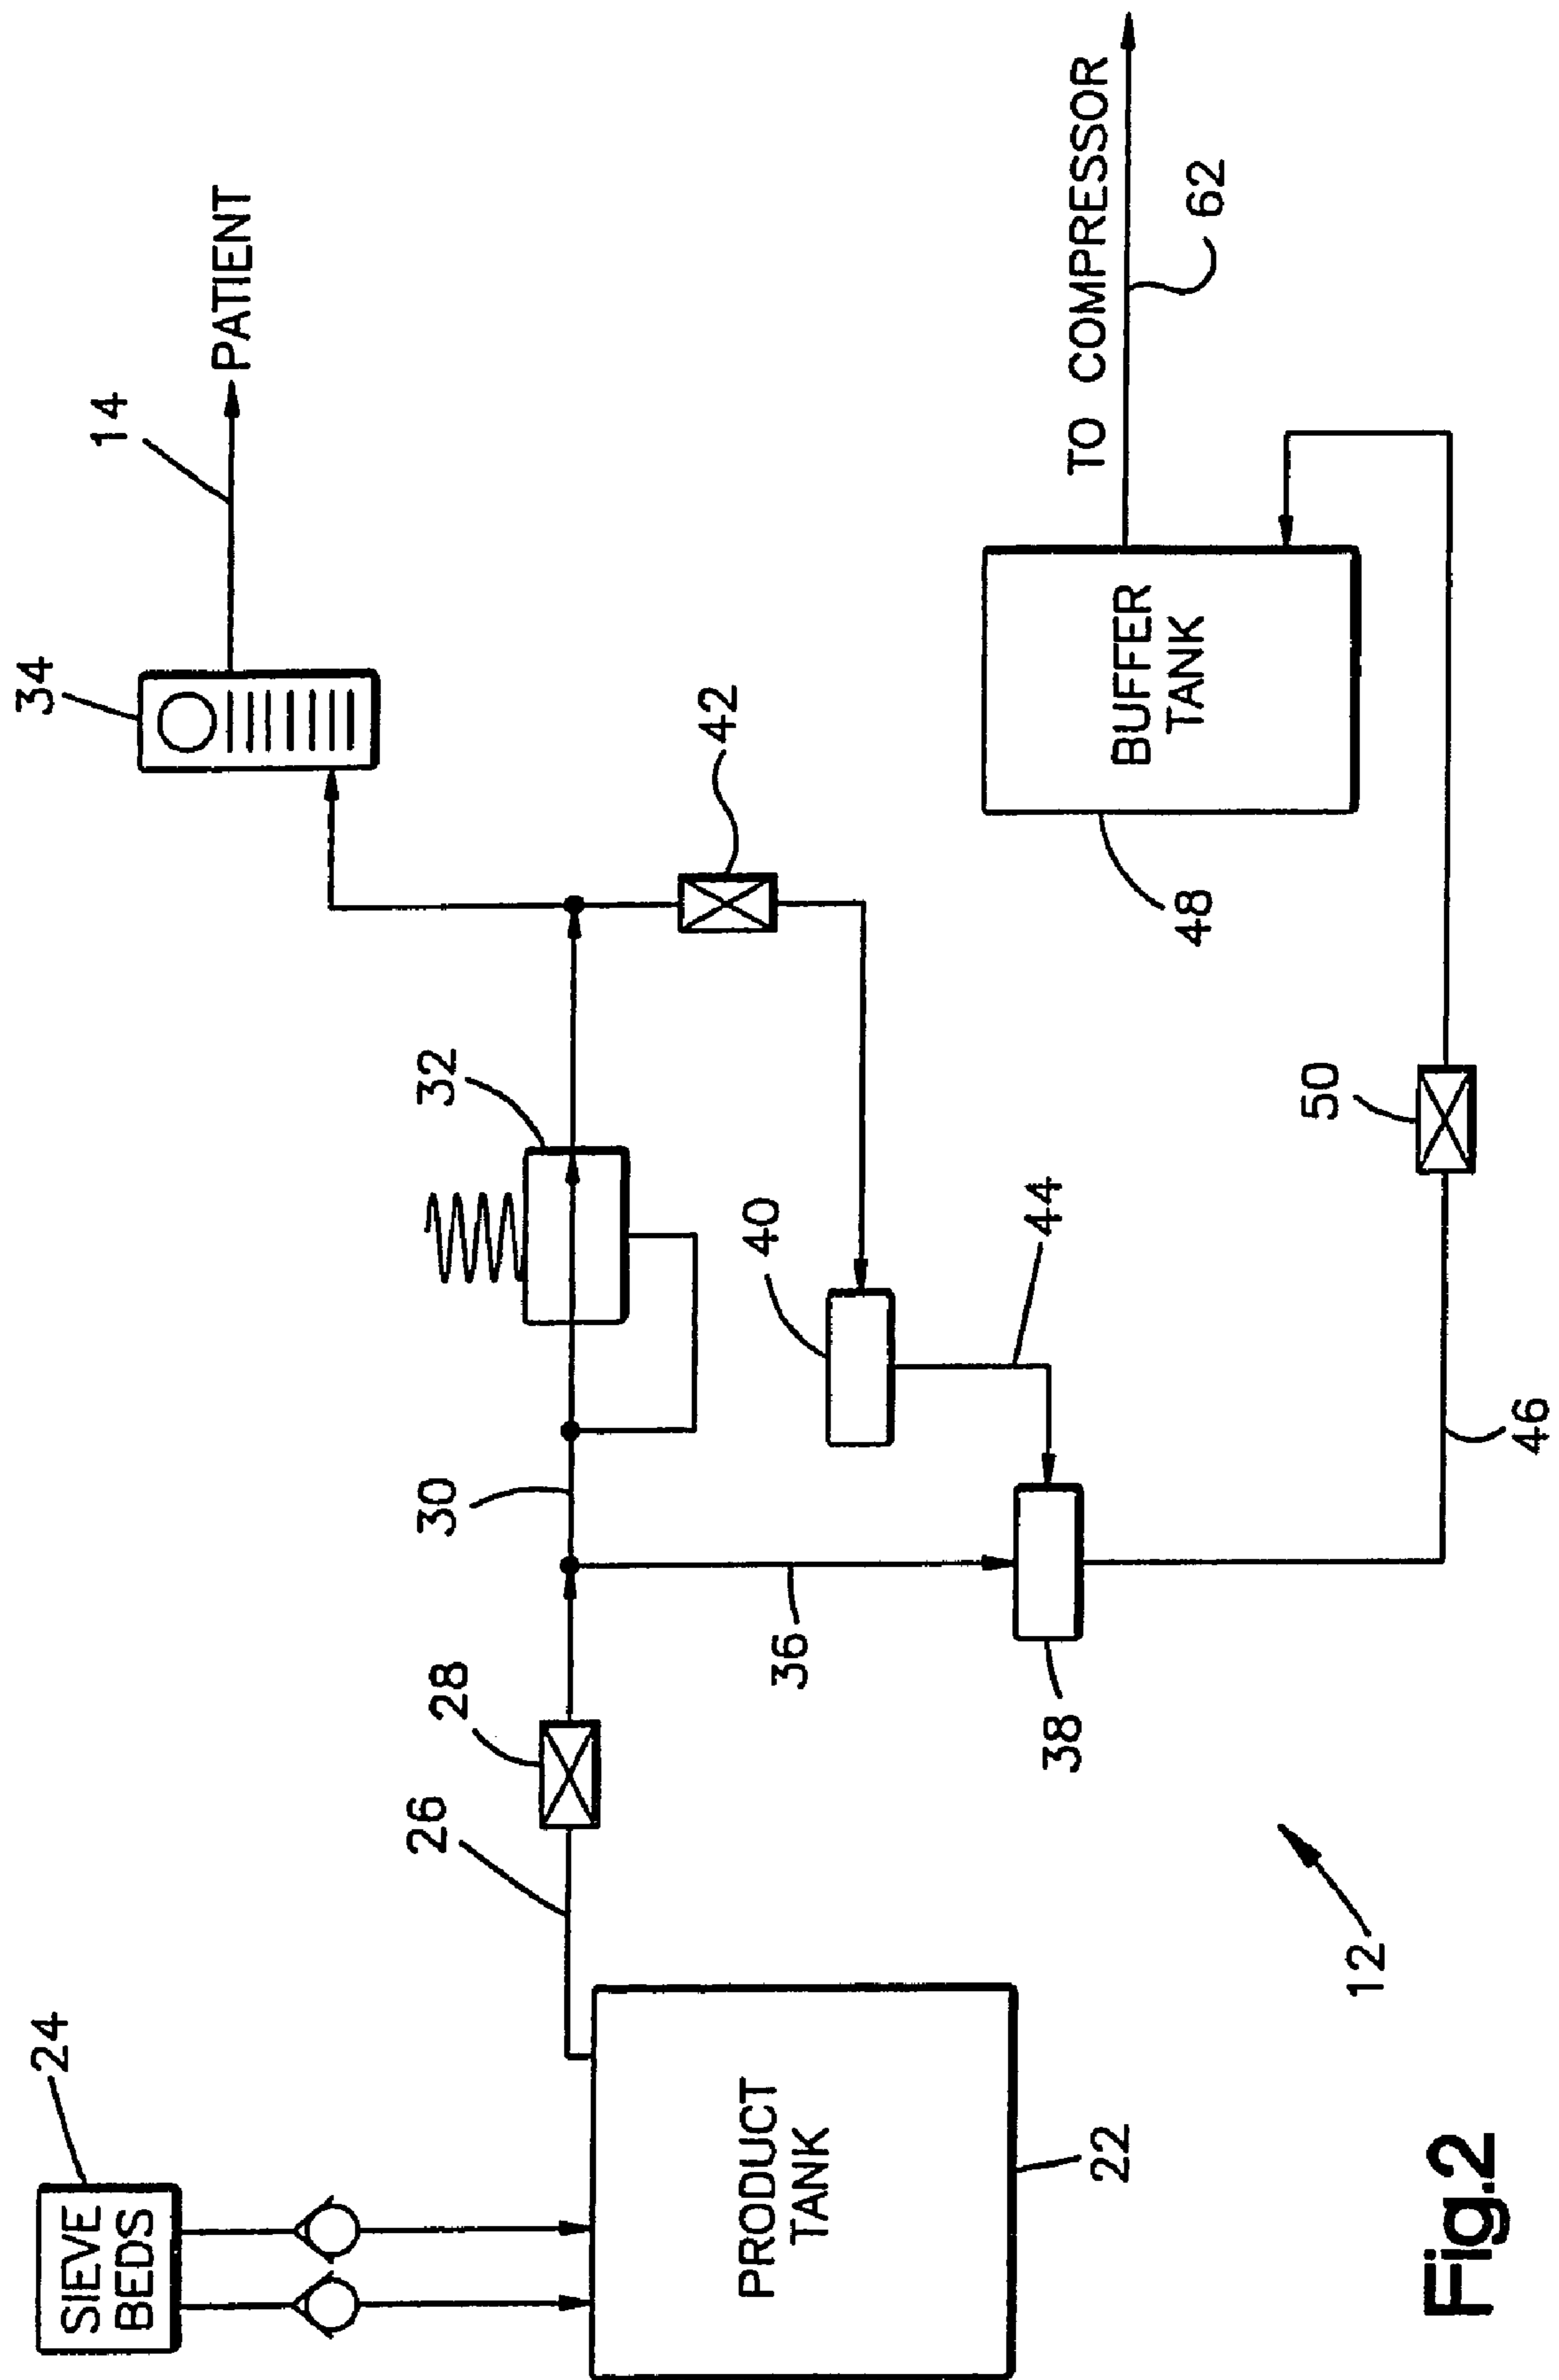 24
SIEVE
BEDS
PRODUCT
TANK
22
26
28
30
32
34
14
PATIENT
36
38
40
42
44
46
50
48
BUFFER
TANK
TO COMPRESSOR
62
12
Fig.2